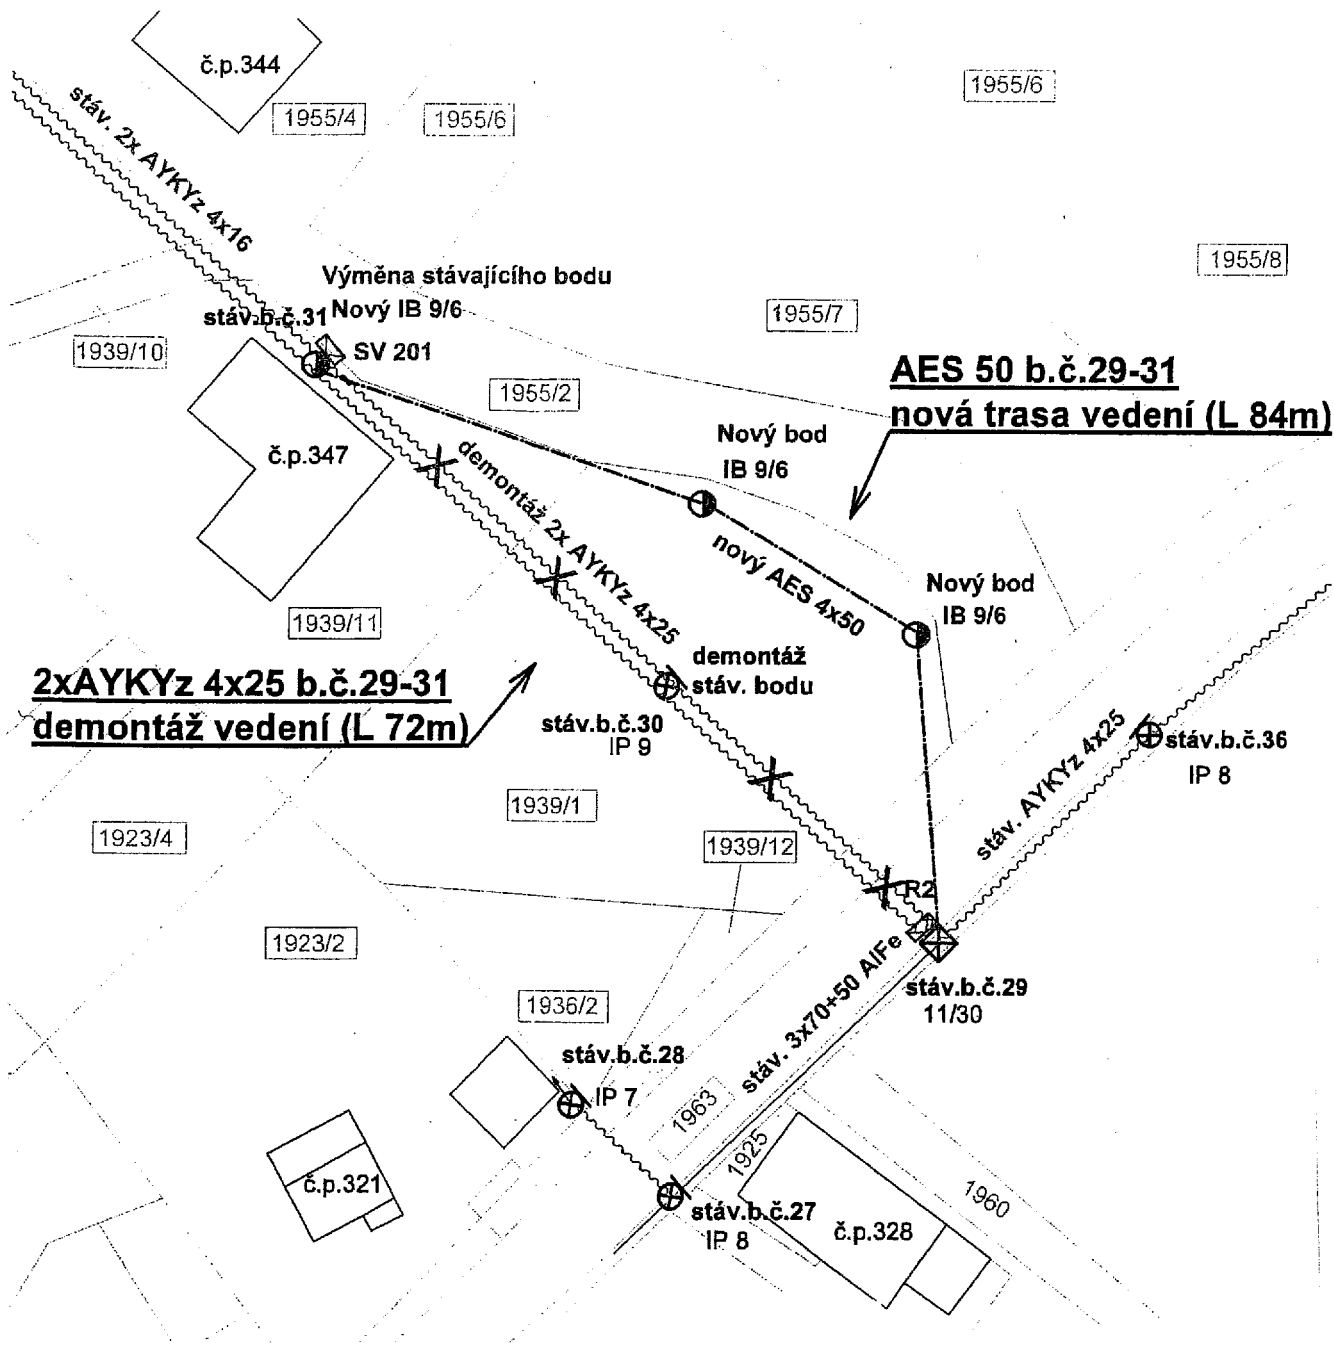 č.p.344
1955/4
1955/6
1955/6
stáv. 2x AYKYz 4x16
1955/8
Výměna stávajícího bodu
Nový IB 9/6
stáv.b.č.31
SV 201
1955/7
1939/10
1955/2
AES 50 b.č.29-31
nová trasa vedení (L 84m)
Nový bod
IB 9/6
č.p.347
demontáž 2x AYKYz 4x25
nový AES 4x50
Nový bod
IB 9/6
1939/11
demontáž
stáv. bodu
2xAYKYz 4x25 b.č.29-31
demontáž vedení (L 72m)
stáv.b.č.30
IP 9
stáv. AYKYz 4x25
stáv.b.č.36
IP 8
1939/1
1923/4
1939/12
R2
1923/2
stáv. 3x70+50 AlFe
stáv.b.č.29
11/30
1936/2
stáv.b.č.28
IP 7
1963
1925
č.p.321
1960
stáv.b.č.27
IP 8
č.p.328